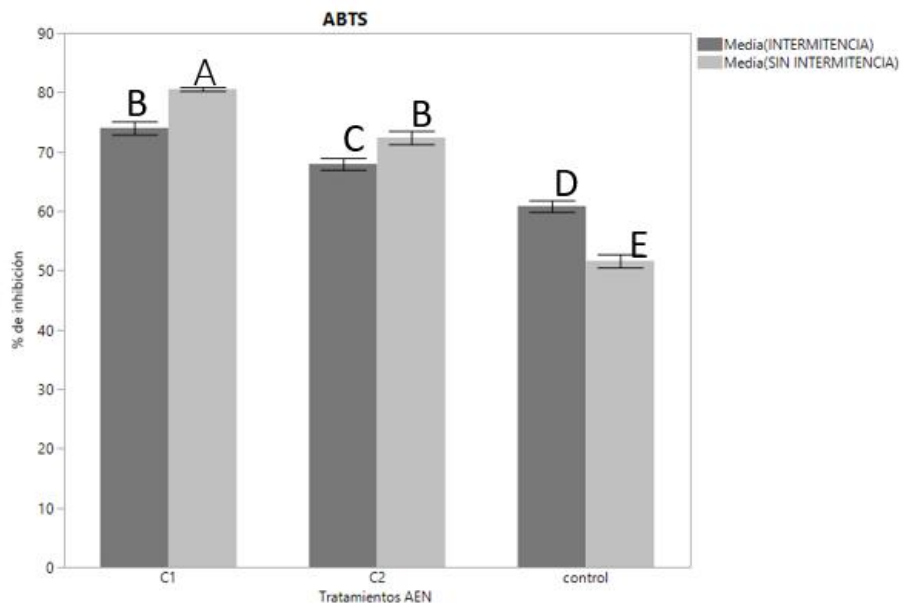 ABTS
Media(INTERMITENCIA)
Media(SIN INTERMITENCIA)
90
80
70
60
50
40
30
20
10
0
% de inhibición
B
A
C
B
D
E
C1
C2
control
Tratamientos AEN